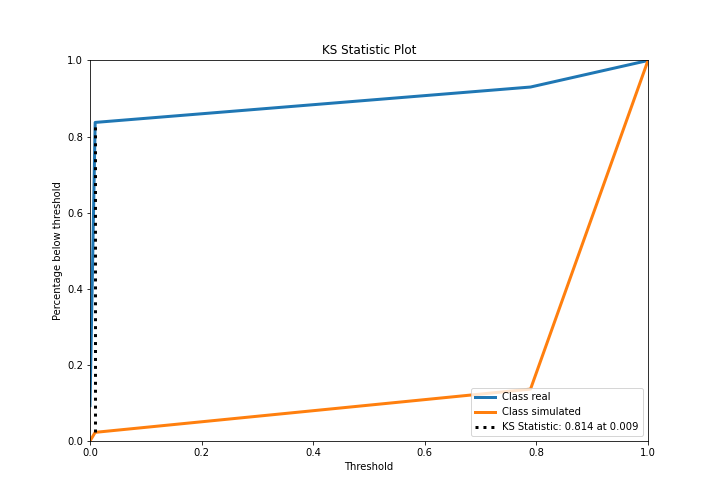 KS Statistic Plot
Percentage below threshold
1.0
0.8
0.6
0.4
0.2
0.0
0.0 0.2 0.4 0.6 0.8 1.0
Threshold
Class real
Class simulated
KS Statistic: 0.814 at 0.009